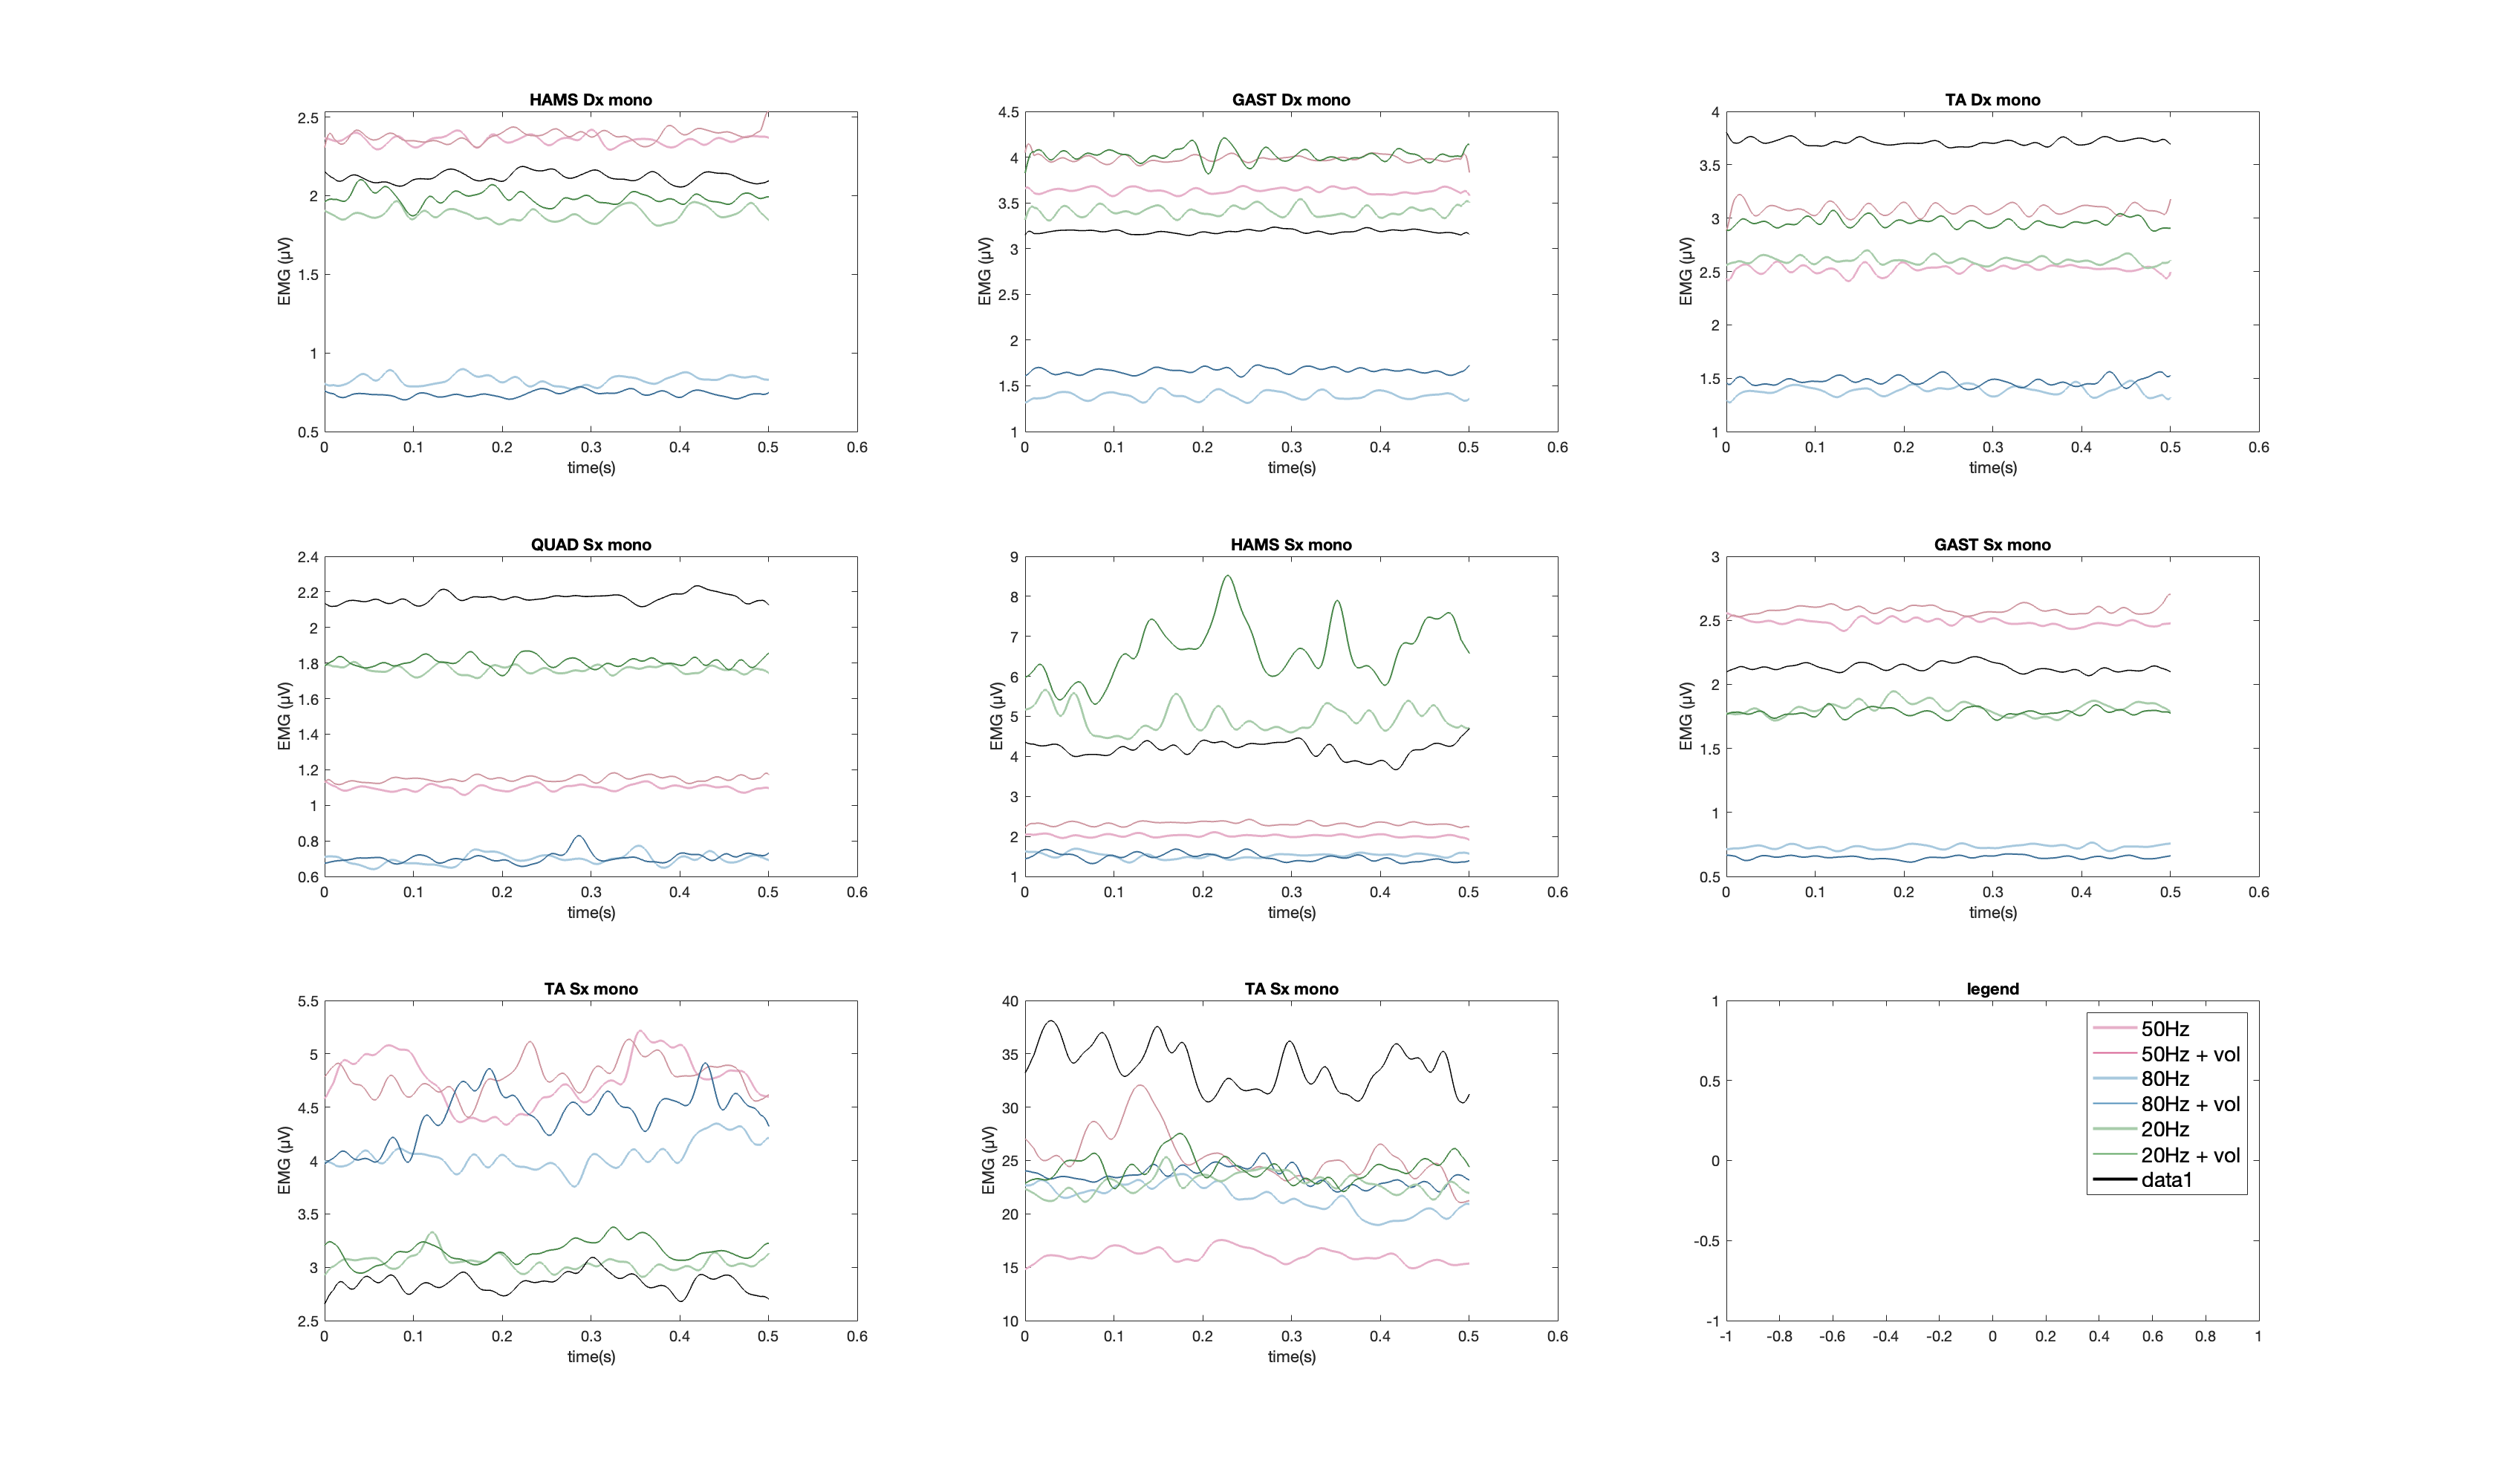 HAMS Dx mono
2.5
2
1.5
1
0.5
EMG (µV)
0 0.1 0.2 0.3 0.4 0.5 0.6
time(s)
GAST Dx mono
4.5
4
3.5
3
2.5
2
1.5
1
EMG (µV)
0 0.1 0.2 0.3 0.4 0.5 0.6
time(s)
TA Dx mono
4
3.5
3
2.5
2
1.5
1
EMG (µV)
0 0.1 0.2 0.3 0.4 0.5 0.6
time(s)
QUAD Sx mono
2.4
2.2
2
1.8
1.6
1.4
1.2
1
0.8
0.6
EMG (µV)
0 0.1 0.2 0.3 0.4 0.5 0.6
time(s)
HAMS Sx mono
9
8
7
6
5
4
3
2
1
EMG (µV)
0 0.1 0.2 0.3 0.4 0.5 0.6
time(s)
GAST Sx mono
3
2.5
2
1.5
1
0.5
EMG (µV)
0 0.1 0.2 0.3 0.4 0.5 0.6
time(s)
TA Sx mono
5.5
5
4.5
4
3.5
3
2.5
EMG (µV)
0 0.1 0.2 0.3 0.4 0.5 0.6
time(s)
TA Sx mono
40
35
30
25
20
15
10
EMG (µV)
0 0.1 0.2 0.3 0.4 0.5 0.6
time(s)
legend
1
0.5
0
-0.5
-1
-1 -0.8 -0.6 -0.4 -0.2 0 0.2 0.4 0.6 0.8 1
50Hz
50Hz + vol
80Hz
80Hz + vol
20Hz
20Hz + vol
data1